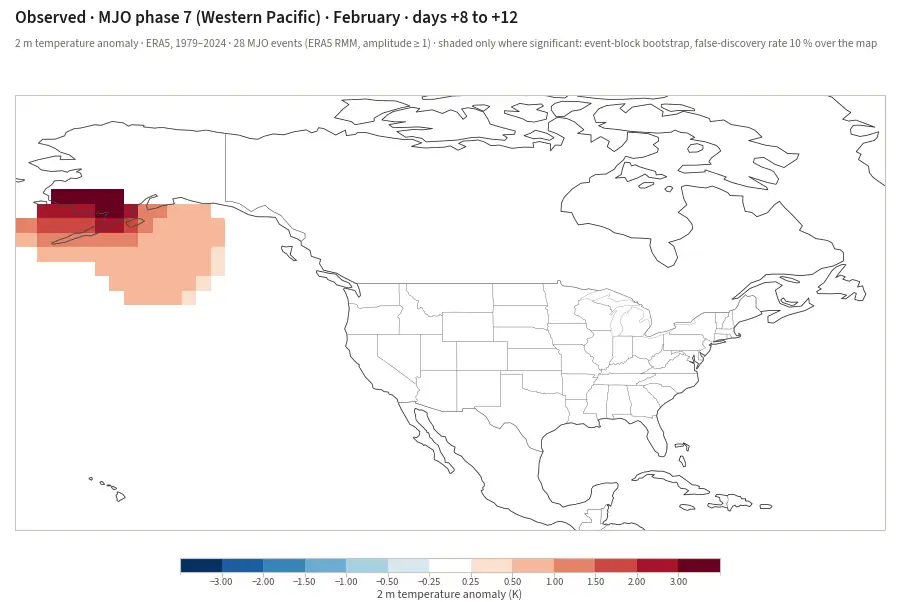 Observed · MJO phase 7 (Western Pacific) · February · days +8 to +12
2 m temperature anomaly · ERA5, 1979–2024 · 28 MJO events (ERA5 RMM, amplitude ≥ 1) · shaded only where significant: event-block bootstrap, false-discovery rate 10 % over the map
−3.00 −2.00 −1.50 −1.00 −0.50 −0.25 0.25 0.50 1.00 1.50 2.00 3.00
2 m temperature anomaly (K)